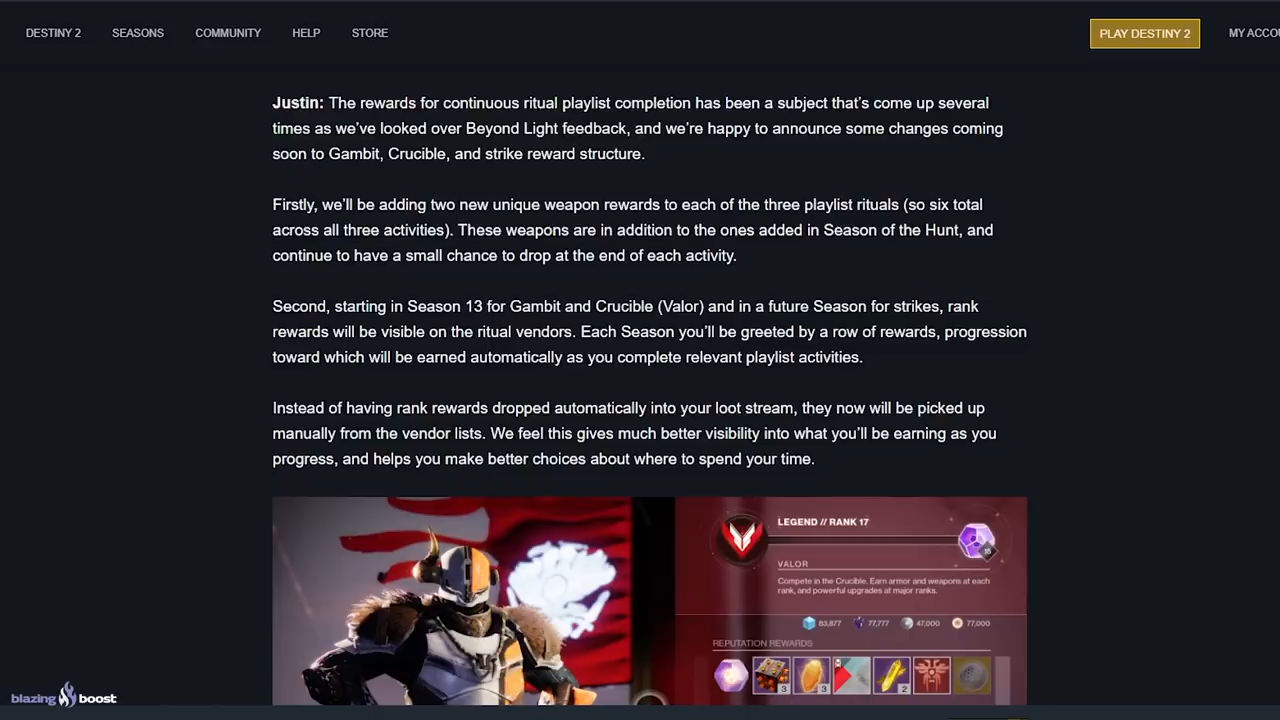 DESTINY 2 SEASONS COMMUNITY HELP STORE PLAY DESTINY 2 MY ACCOU
Justin: The rewards for continuous ritual playlist completion has been a subject that's come up several
times as we've looked over Beyond Light feedback, and we're happy to announce some changes coming
soon to Gambit, Crucible, and strike reward structure.
Firstly, we'll be adding two new unique weapon rewards to each of the three playlist rituals (so six total
across all three activities). These weapons are in addition to the ones added in Season of the Hunt, and
continue to have a small chance to drop at the end of each activity.
Second, starting in Season 13 for Gambit and Crucible (Valor) and in a future Season for strikes, rank
rewards will be visible on the ritual vendors. Each Season you'll be greeted by a row of rewards, progression
toward which will be earned automatically as you complete relevant playlist activities.
Instead of having rank rewards dropped automatically into your loot stream, they now will be picked up
manually from the vendor lists. We feel this gives much better visibility into what you'll be earning as you
progress, and helps you make better choices about where to spend your time.
LEGEND // RANK 17
15
VALOR
Compete in the Crucible. Earn armor and weapons at each
rank, and powerful upgrades at major ranks.
83,877 77,777 47,000 77,000
REPUTATION REWARDS
3 3 2
blazing boost